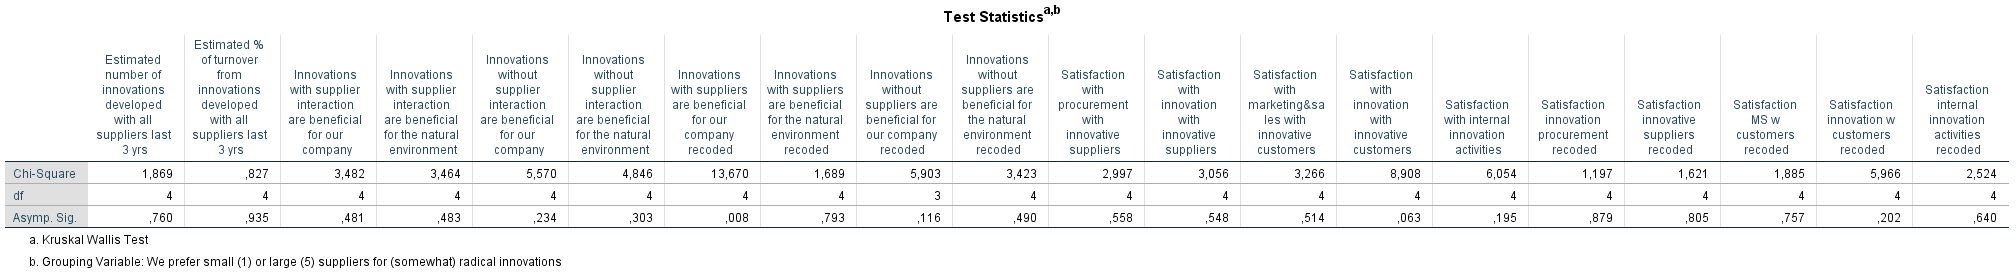 Test Statisticsa,b
Estimated number of innovations developed with all suppliers last 3 yrs
Estimated % of turnover from innovations developed with all suppliers last 3 yrs
Innovations with supplier interaction are beneficial for our company
Innovations with supplier interaction are beneficial for the natural environment
Innovations without supplier interaction are beneficial for our company
Innovations without supplier interaction are beneficial for the natural environment
Innovations with suppliers are beneficial for our company recoded
Innovations with suppliers are beneficial for the natural environment recoded
Innovations without suppliers are beneficial for our company recoded
Innovations without suppliers are beneficial for the natural environment recoded
Satisfaction with procurement with innovative suppliers
Satisfaction with innovation with innovative suppliers
Satisfaction with marketing&sales with innovative customers
Satisfaction with innovation with innovative customers
Satisfaction with internal innovation activities
Satisfaction innovation procurement recoded
Satisfaction innovative suppliers recoded
Satisfaction MS w customers recoded
Satisfaction innovation w customers recoded
Satisfaction internal innovation activities recoded
Chi-Square 1,869 ,827 3,482 3,464 5,570 4,846 13,670 1,689 5,903 3,423 2,997 3,056 3,266 8,908 6,054 1,197 1,621 1,885 5,966 2,524
df 4 4 4 4 4 4 4 4 3 4 4 4 4 4 4 4 4 4 4 4
Asymp. Sig. ,760 ,935 ,481 ,483 ,234 ,303 ,008 ,793 ,116 ,490 ,558 ,548 ,514 ,063 ,195 ,879 ,805 ,757 ,202 ,640
a. Kruskal Wallis Test
b. Grouping Variable: We prefer small (1) or large (5) suppliers for (somewhat) radical innovations